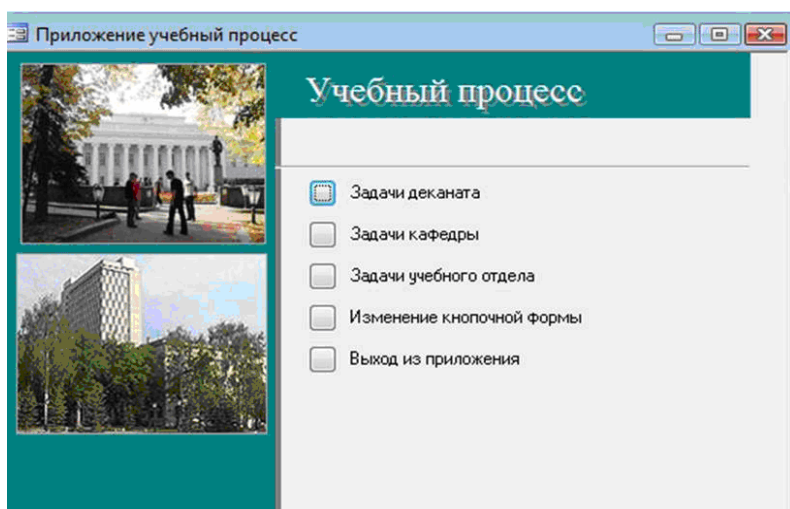 Приложение учебный процесс
Учебный процесс
Задачи деканата
Задачи кафедры
Задачи учебного отдела
Изменение кнопочной формы
Выход из приложения